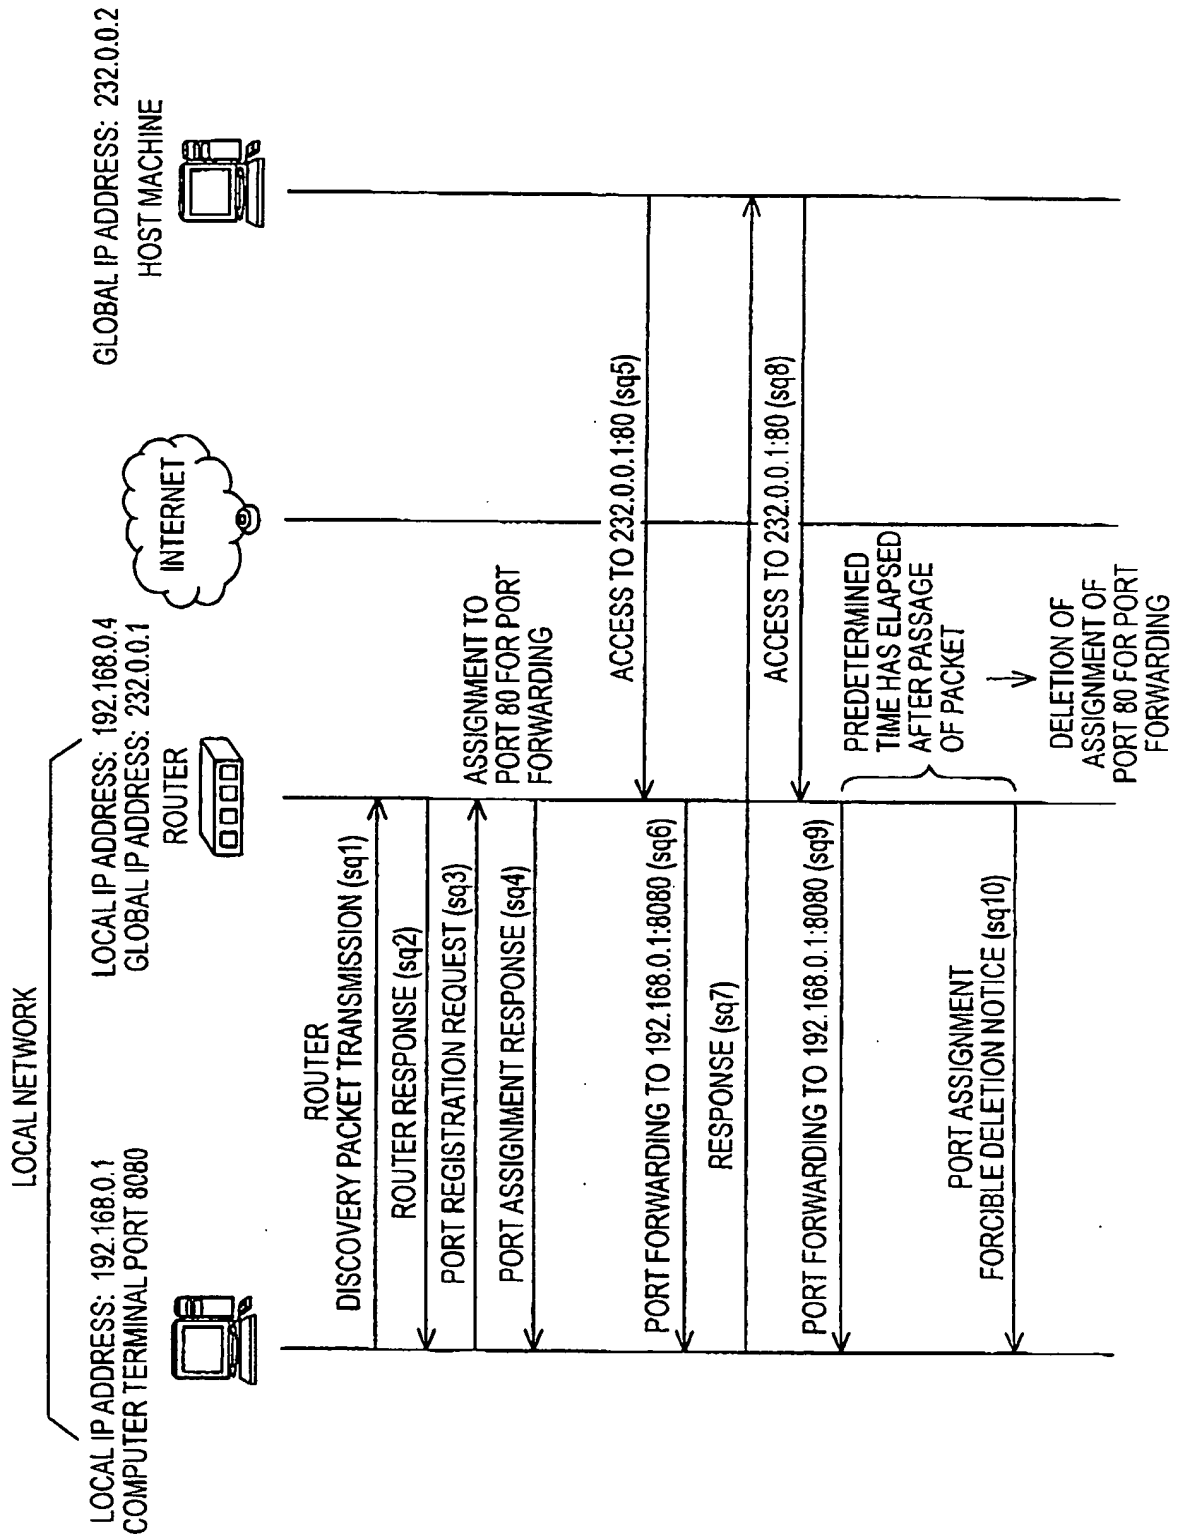 LOCAL NETWORK
LOCAL IP ADDRESS: 192.168.0.1
COMPUTER TERMINAL PORT 8080
LOCAL IP ADDRESS: 192.168.0.4
GLOBAL IP ADDRESS: 232.0.0.1
ROUTER
INTERNET
GLOBAL IP ADDRESS: 232.0.0.2
HOST MACHINE
ROUTER
DISCOVERY PACKET TRANSMISSION (sq1)
ROUTER RESPONSE (sq2)
PORT REGISTRATION REQUEST (sq3)
ASSIGNMENT TO
PORT 80 FOR PORT
FORWARDING
PORT ASSIGNMENT RESPONSE (sq4)
ACCESS TO 232.0.0.1:80 (sq5)
PORT FORWARDING TO 192.168.0.1:8080 (sq6)
RESPONSE (sq7)
ACCESS TO 232.0.0.1:80 (sq8)
PORT FORWARDING TO 192.168.0.1:8080 (sq9)
PREDETERMINED
TIME HAS ELAPSED
AFTER PASSAGE
OF PACKET
PORT ASSIGNMENT
FORCIBLE DELETION NOTICE (sq10)
DELETION OF
ASSIGNMENT OF
PORT 80 FOR PORT
FORWARDING